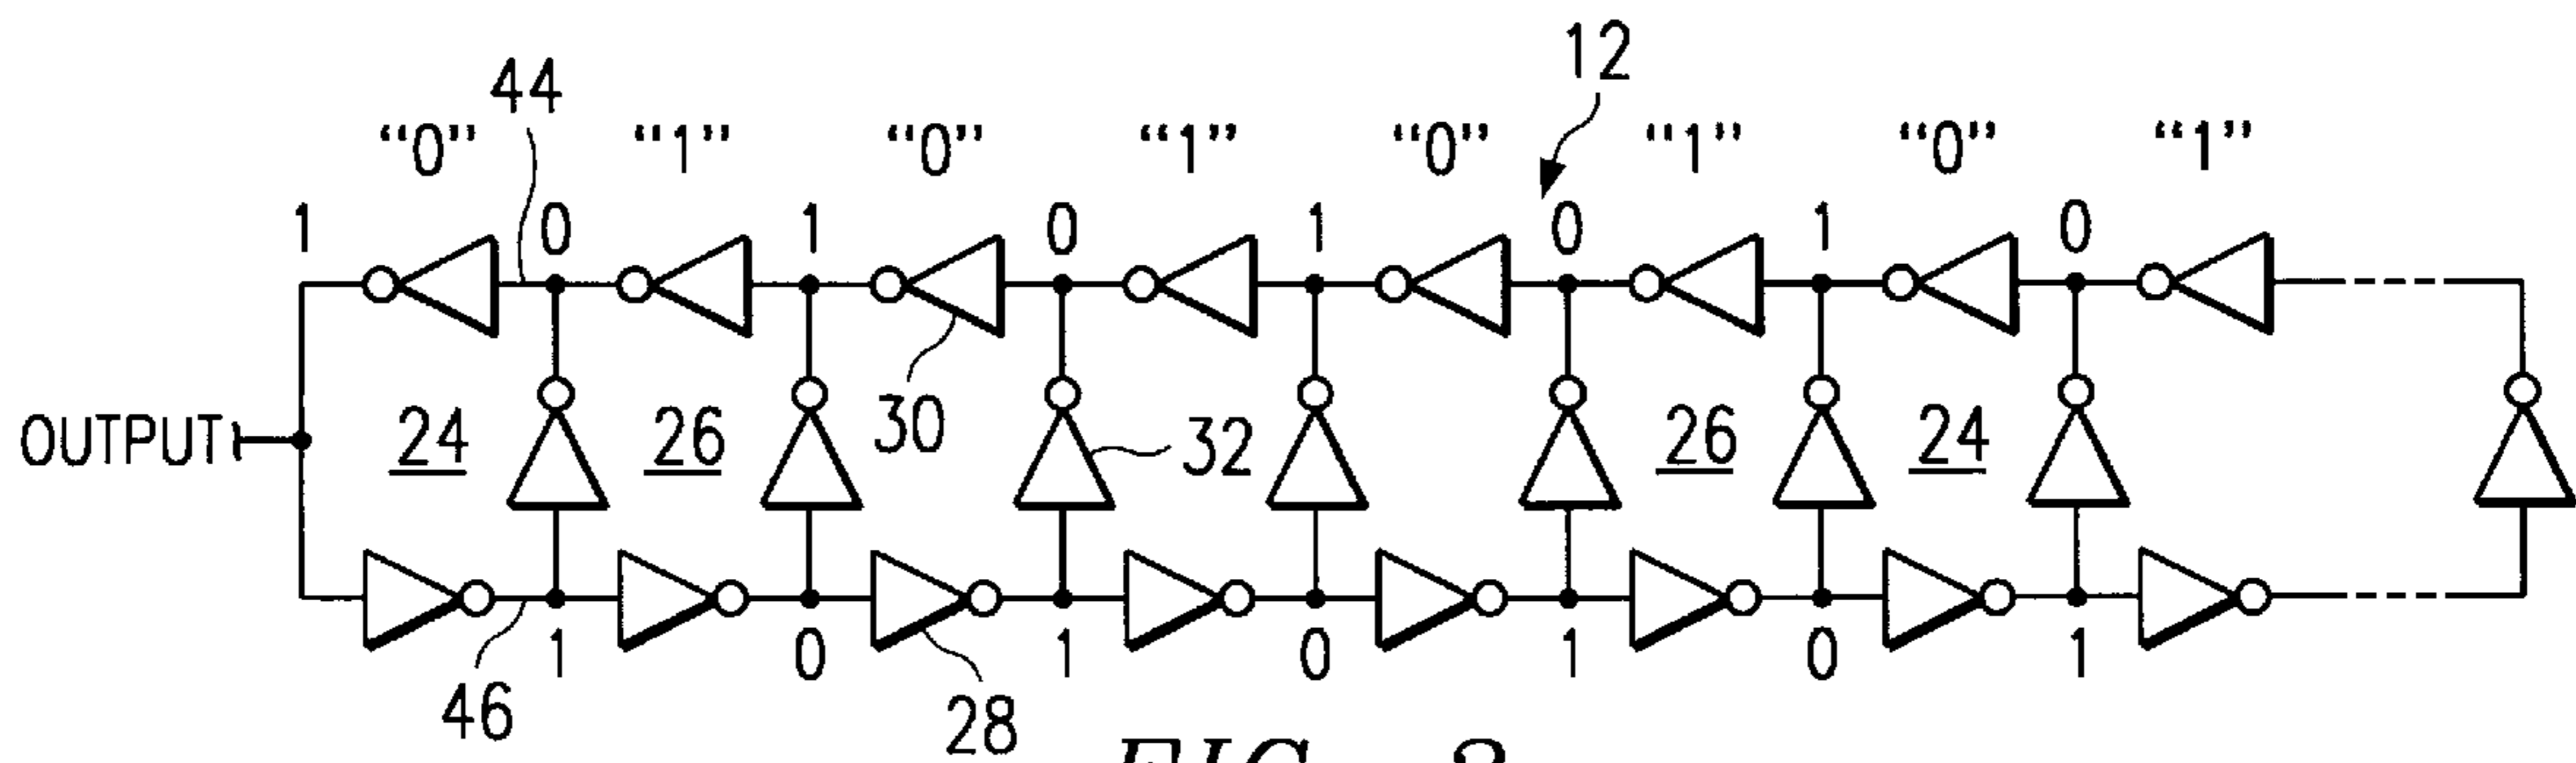 12
44
“0” “1” “0” “1” “0” “1” “0” “1”
1 0 1 0 1 0 1 0
30
OUTPUT 24 26 32 26 24
1 0 1 0 1 0 1
46 28